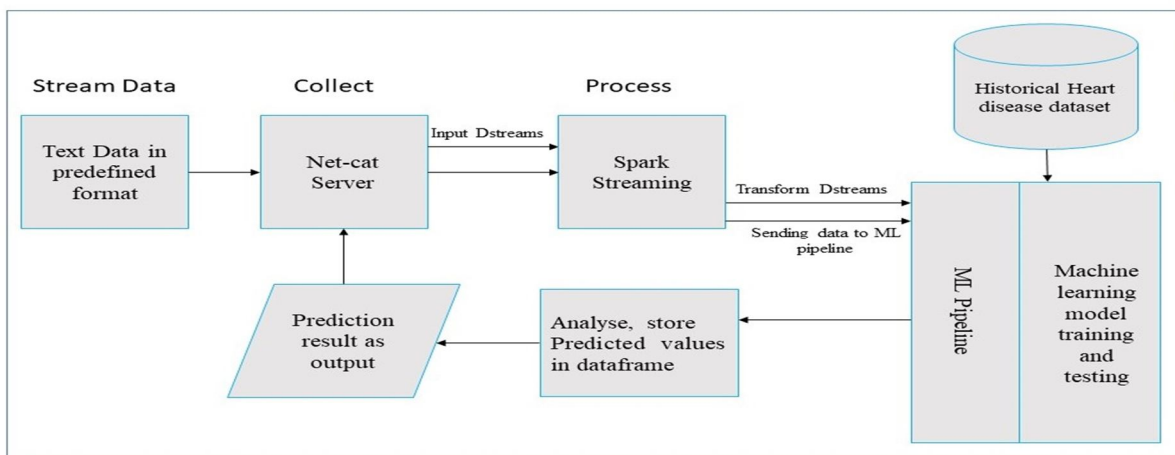 Stream Data
Collect
Process
Historical Heart
disease dataset
Text Data in
predefined
format
Net-cat
Server
Input Dstreams
Spark
Streaming
Transform Dstreams
Sending data to ML
pipeline
ML Pipeline
Machine
learning
model
training
and
testing
Analyse, store
Predicted values
in dataframe
Prediction
result as
output